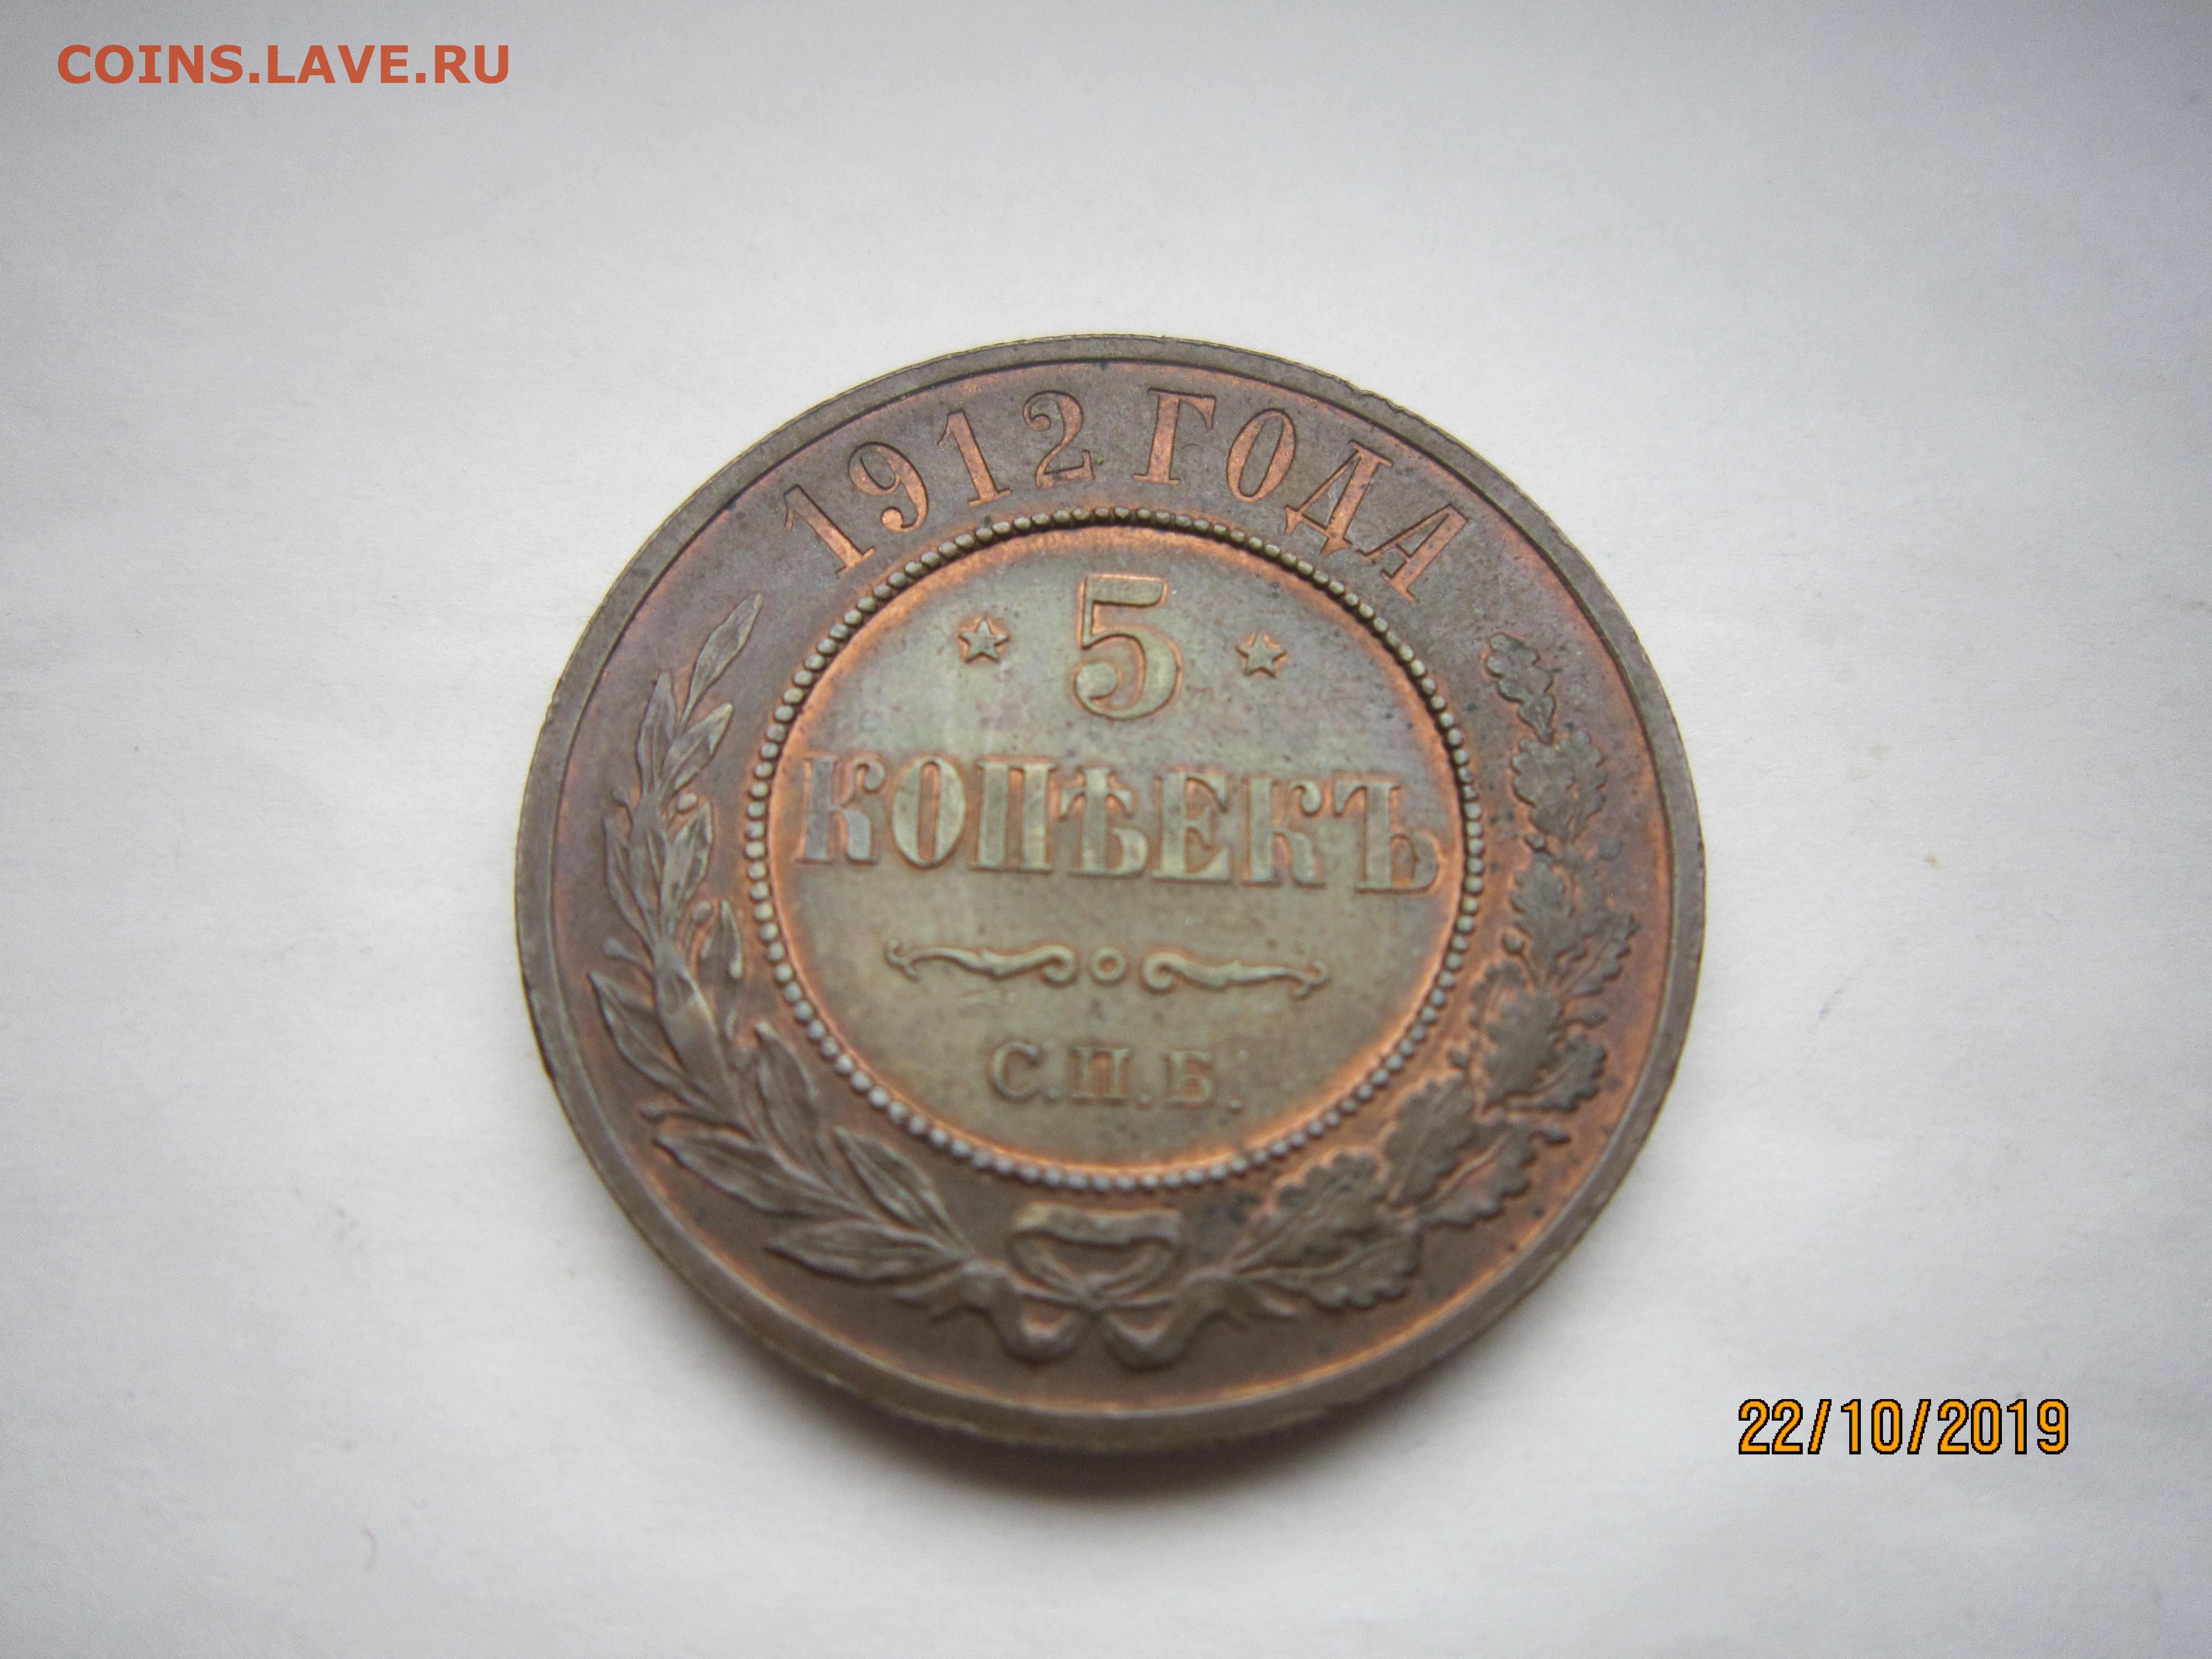 COINS.LAVE.RU
1912 ГОДА
5
КОПѢЕКЪ
С.П.Б.
22/10/2019